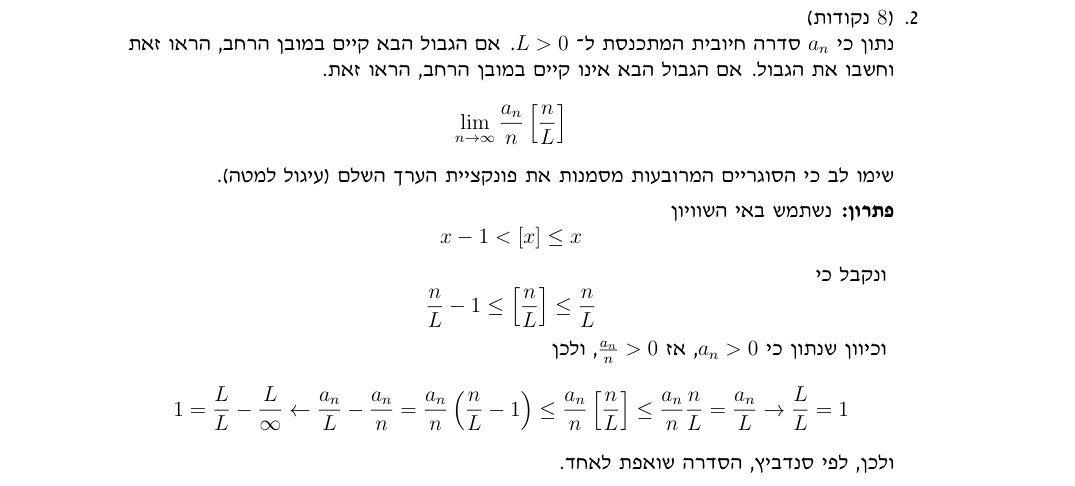 2. (8 נקודות)
נתון כי $a_n$ סדרה חיובית המתכנסת ל־ $L > 0$. אם הגבול הבא קיים במובן הרחב, הראו זאת
וחשבו את הגבול. אם הגבול הבא אינו קיים במובן הרחב, הראו זאת.
$\lim_{n \to \infty} \frac{a_n}{n} \left[ \frac{n}{L} \right]$
שימו לב כי הסוגריים המרובעות מסמנות את פונקציית הערך השלם (עיגול למטה).
פתרון: נשתמש באי השוויון
$x - 1 < [x] \leq x$
ונקבל כי
$\frac{n}{L} - 1 \leq \left[ \frac{n}{L} \right] \leq \frac{n}{L}$
וכיוון שנתון כי $a_n > 0$, אז $\frac{a_n}{n} > 0$, ולכן
$1 = \frac{L}{L} - \frac{L}{\infty} \leftarrow \frac{a_n}{L} - \frac{a_n}{n} = \frac{a_n}{n} \left( \frac{n}{L} - 1 \right) \leq \frac{a_n}{n} \left[ \frac{n}{L} \right] \leq \frac{a_n}{n} \frac{n}{L} = \frac{a_n}{L} \to \frac{L}{L} = 1$
ולכן, לפי סנדביץ, הסדרה שואפת לאחד.